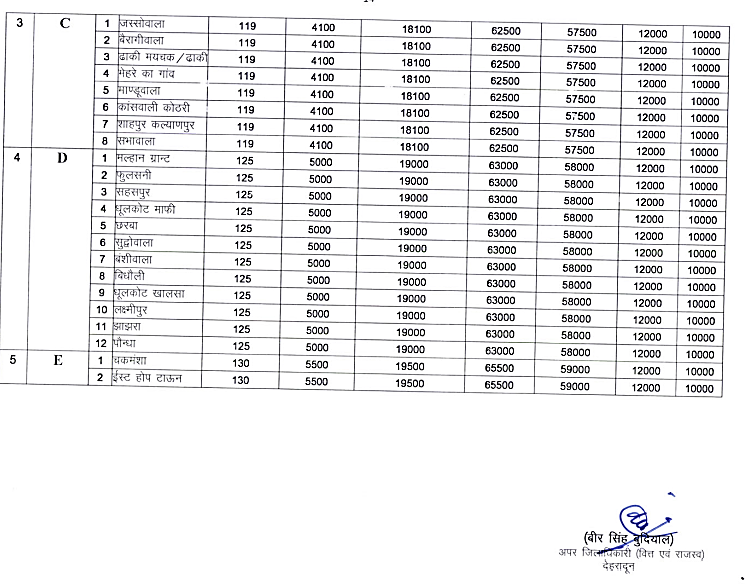 3 C 1 जस्सोवाला 119 4100 18100 62500 57500 12000 10000
2 बैरागीवाला 119 4100 18100 62500 57500 12000 10000
3 ढाकी मयचक / ढाकी 119 4100 18100 62500 57500 12000 10000
4 मेहरे का गांव 119 4100 18100 62500 57500 12000 10000
5 माण्डूवाला 119 4100 18100 62500 57500 12000 10000
6 कांसवाली कोठरी 119 4100 18100 62500 57500 12000 10000
7 शाहपुर कल्याणपुर 119 4100 18100 62500 57500 12000 10000
8 सभावाला 119 4100 18100 62500 57500 12000 10000
4 D 1 मल्हान ग्रान्ट 125 5000 19000 63000 58000 12000 10000
2 फुलसनी 125 5000 19000 63000 58000 12000 10000
3 सहसपुर 125 5000 19000 63000 58000 12000 10000
4 धूलकोट माफी 125 5000 19000 63000 58000 12000 10000
5 छरबा 125 5000 19000 63000 58000 12000 10000
6 सुद्वोवाला 125 5000 19000 63000 58000 12000 10000
7 बंशीवाला 125 5000 19000 63000 58000 12000 10000
8 बिधौली 125 5000 19000 63000 58000 12000 10000
9 धूलकोट खालसा 125 5000 19000 63000 58000 12000 10000
10 लक्ष्मीपुर 125 5000 19000 63000 58000 12000 10000
11 झाझरा 125 5000 19000 63000 58000 12000 10000
12 पौन्धा 125 5000 19000 63000 58000 12000 10000
5 E 1 चकमंशा 130 5500 19500 65500 59000 12000 10000
2 ईस्ट होप टाऊन 130 5500 19500 65500 59000 12000 10000
(बीर सिंह बुदियाल)
अपर जिलाधिकारी (वित्त एवं राजस्व)
देहरादून